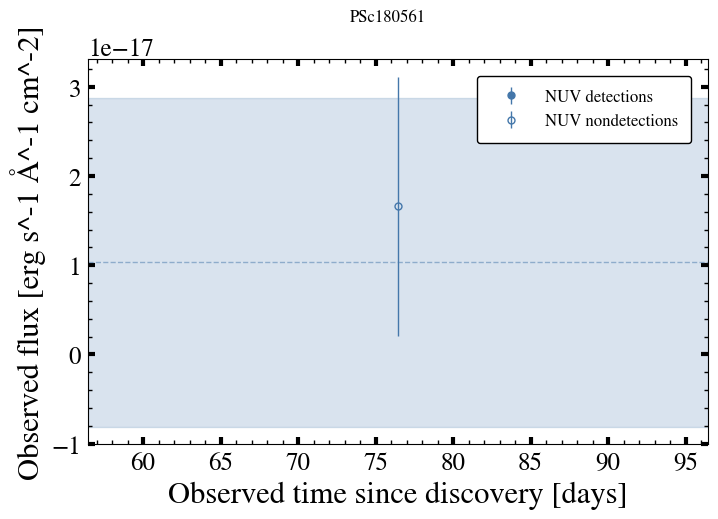 PSc180561
1e−17
3
2
1
0
−1
Observed flux [erg s^-1 Å^-1 cm^-2]
NUV detections
NUV nondetections
60 65 70 75 80 85 90 95
Observed time since discovery [days]